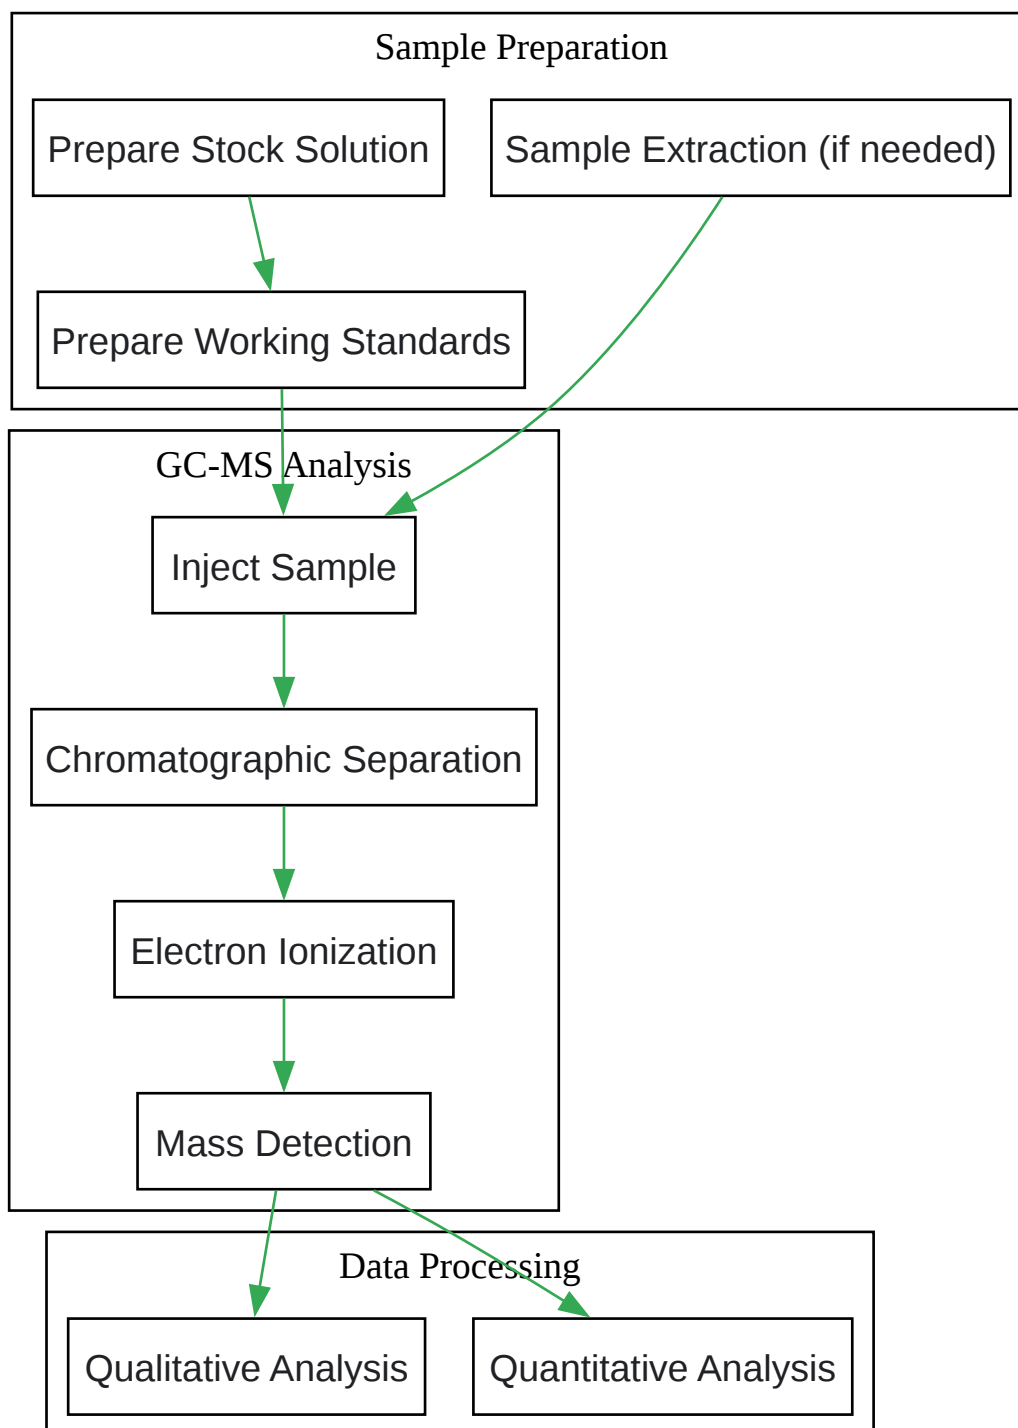 Sample Preparation
Prepare Stock Solution
Sample Extraction (if needed)
Prepare Working Standards
GC-MS Analysis
Inject Sample
Chromatographic Separation
Electron Ionization
Mass Detection
Data Processing
Qualitative Analysis
Quantitative Analysis